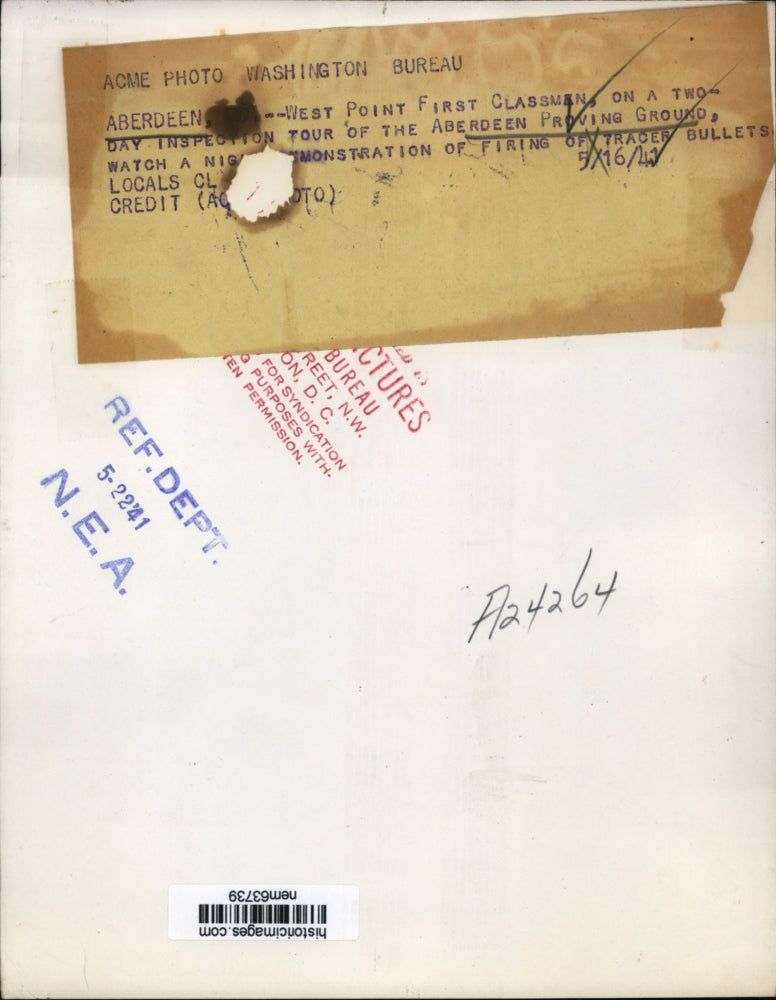 ACME PHOTO WASHINGTON BUREAU
ABERDEEN, --WEST POINT FIRST CLASSMEN, ON A TWO-
DAY INSPECTION TOUR OF THE ABERDEEN PROVING GROUND,
WATCH A NIG MONSTRATION OF FIRING OF TRACER BULLETS
LOCALS CL 5/16/41
CREDIT (AC OTO)
CTURES
BUREAU
REET, N.W.
ON, D. C.
FOR SYNDICATION
G PURPOSES WITH-
TEN PERMISSION.
REF. DEPT.
5-22 41
N. E. A.
A24264
historicimages.com
nem63739